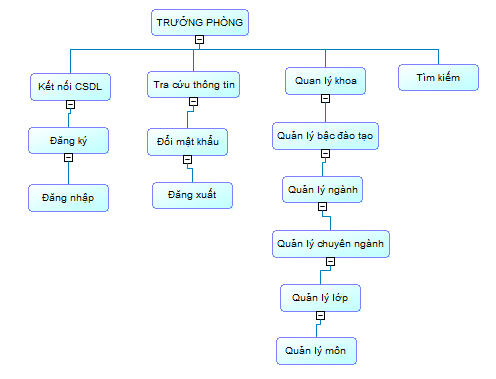 TRƯỞNG PHÒNG
Kết nối CSDL
Tra cứu thông tin
Quan lý khoa
Tìm kiếm
Đăng ký
Đổi mật khẩu
Quản lý bậc đào tạo
Đăng nhập
Đăng xuất
Quản lý ngành
Quản lý chuyên ngành
Quản lý lớp
Quản lý môn